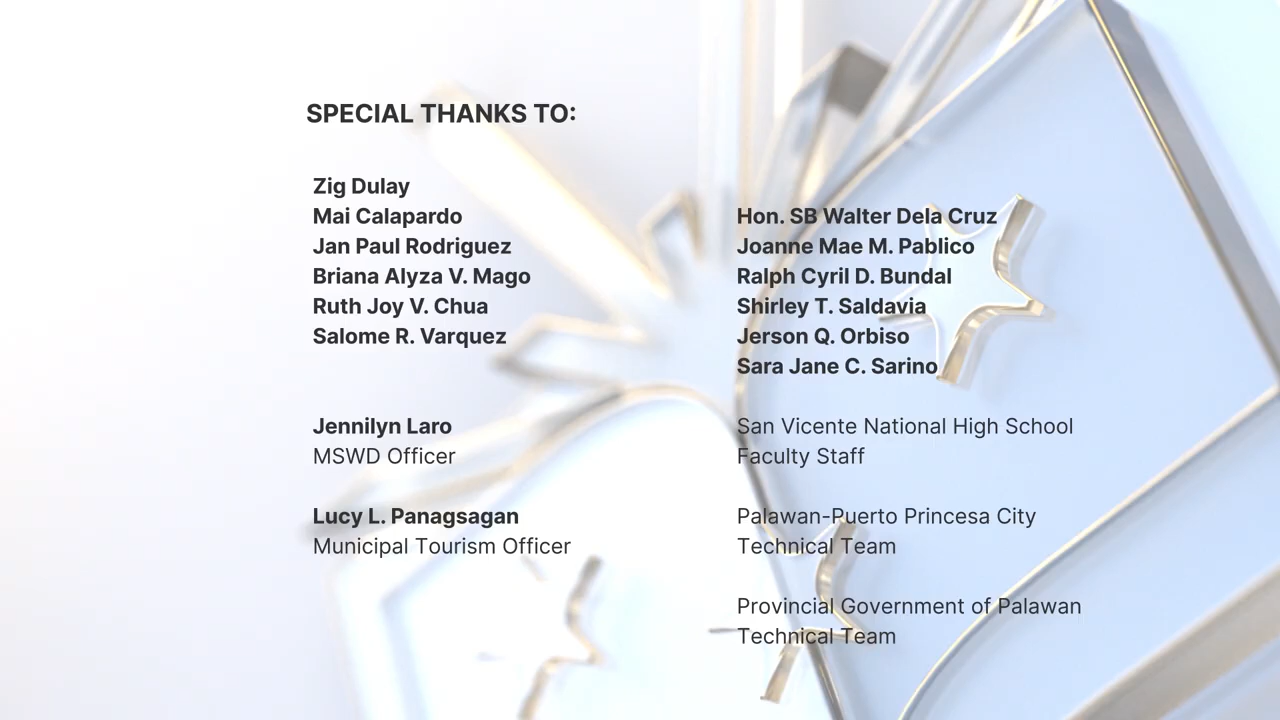 SPECIAL THANKS TO:
Zig Dulay
Mai Calapardo
Jan Paul Rodriguez
Briana Alyza V. Mago
Ruth Joy V. Chua
Salome R. Varquez
Jennilyn Laro
MSWD Officer
Lucy L. Panagsagan
Municipal Tourism Officer
Hon. SB Walter Dela Cruz
Joanne Mae M. Pablico
Ralph Cyril D. Bundal
Shirley T. Saldavia
Jerson Q. Orbiso
Sara Jane C. Sarino
San Vicente National High School
Faculty Staff
Palawan-Puerto Princesa City
Technical Team
Provincial Government of Palawan
Technical Team